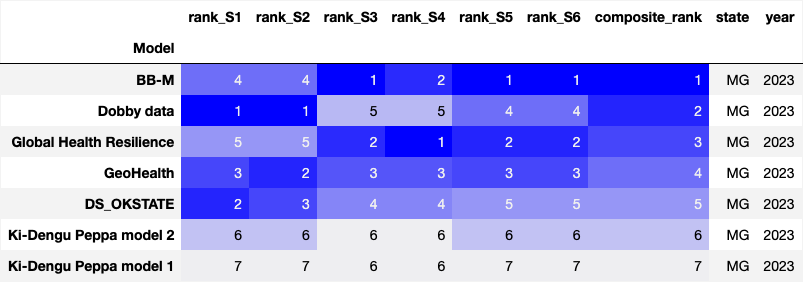 rank_S1 rank_S2 rank_S3 rank_S4 rank_S5 rank_S6 composite_rank state year
Model
BB-M 4 4 1 2 1 1 1 MG 2023
Dobby data 1 1 5 5 4 4 2 MG 2023
Global Health Resilience 5 5 2 1 2 2 3 MG 2023
GeoHealth 3 2 3 3 3 3 4 MG 2023
DS_OKSTATE 2 3 4 4 5 5 5 MG 2023
Ki-Dengu Peppa model 2 6 6 6 6 6 6 6 MG 2023
Ki-Dengu Peppa model 1 7 7 6 6 7 7 7 MG 2023